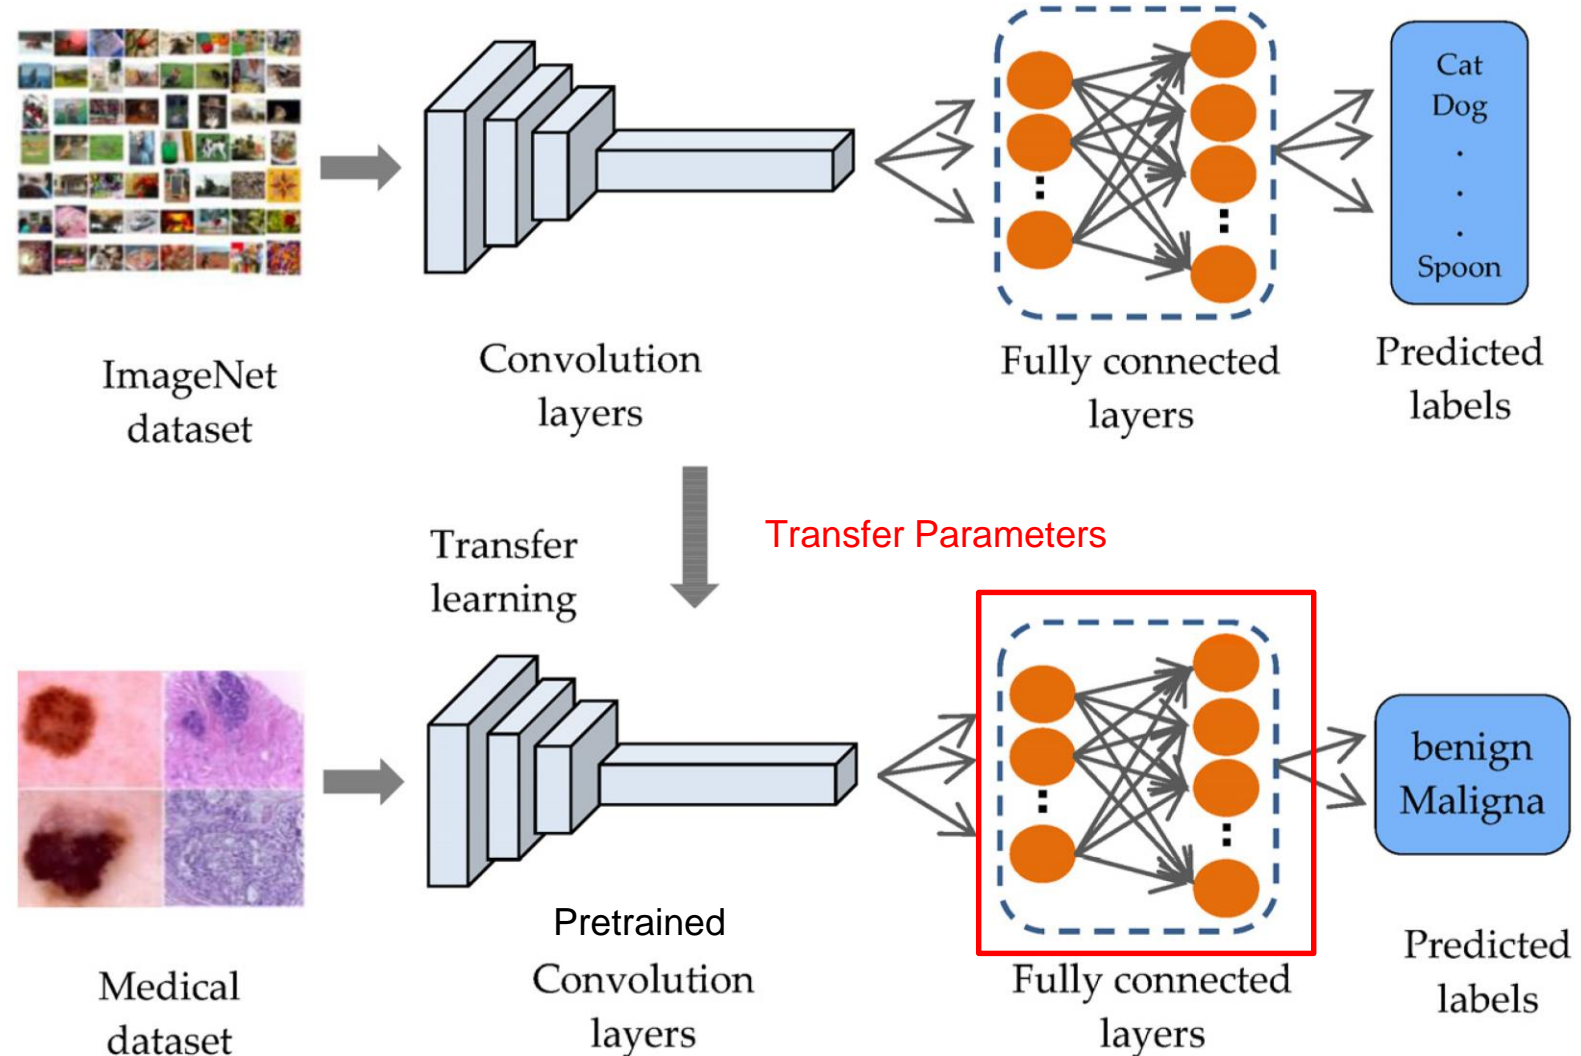 Cat
Dog
.
.
.
Spoon
ImageNet
dataset
Convolution
layers
Fully connected
layers
Predicted
labels
Transfer
learning
Transfer Parameters
benign
Maligna
Medical
dataset
Pretrained
Convolution
layers
Fully connected
layers
Predicted
labels